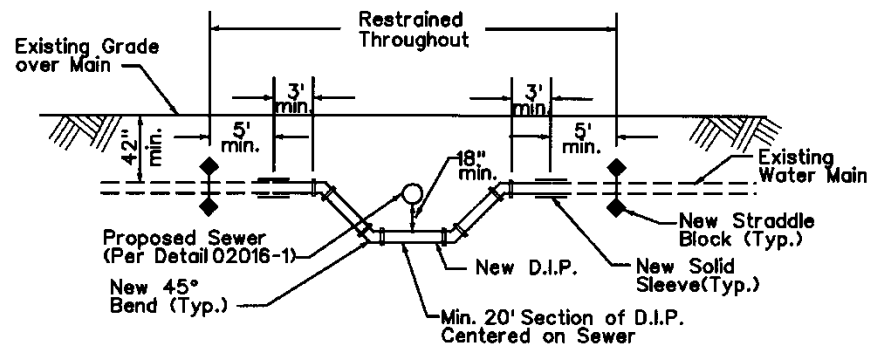 Restrained
Throughout
Existing Grade
over Main
3'
min.
3'
min.
5'
min.
5'
min.
42"
min.
18"
min.
Existing
Water Main
Proposed Sewer
(Per Detail 02016-1)
New Straddle
Block (Typ.)
New 45°
Bend (Typ.)
New D.I.P.
New Solid
Sleeve(Typ.)
Min. 20' Section of D.I.P.
Centered on Sewer